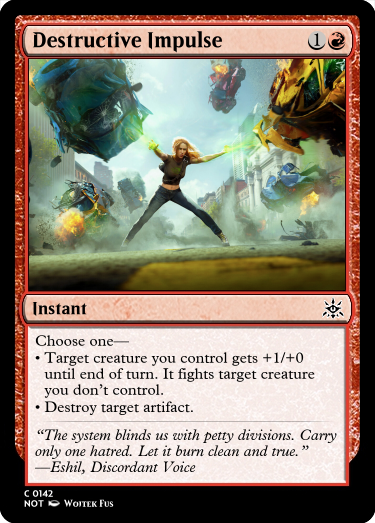 Destructive Impulse 1
Instant
Choose one—
• Target creature you control gets +1/+0
until end of turn. It fights target creature
you don't control.
• Destroy target artifact.
"The system blinds us with petty divisions. Carry
only one hatred. Let it burn clean and true."
—Eshil, Discordant Voice
C 0142
NOT Wojtek Fus